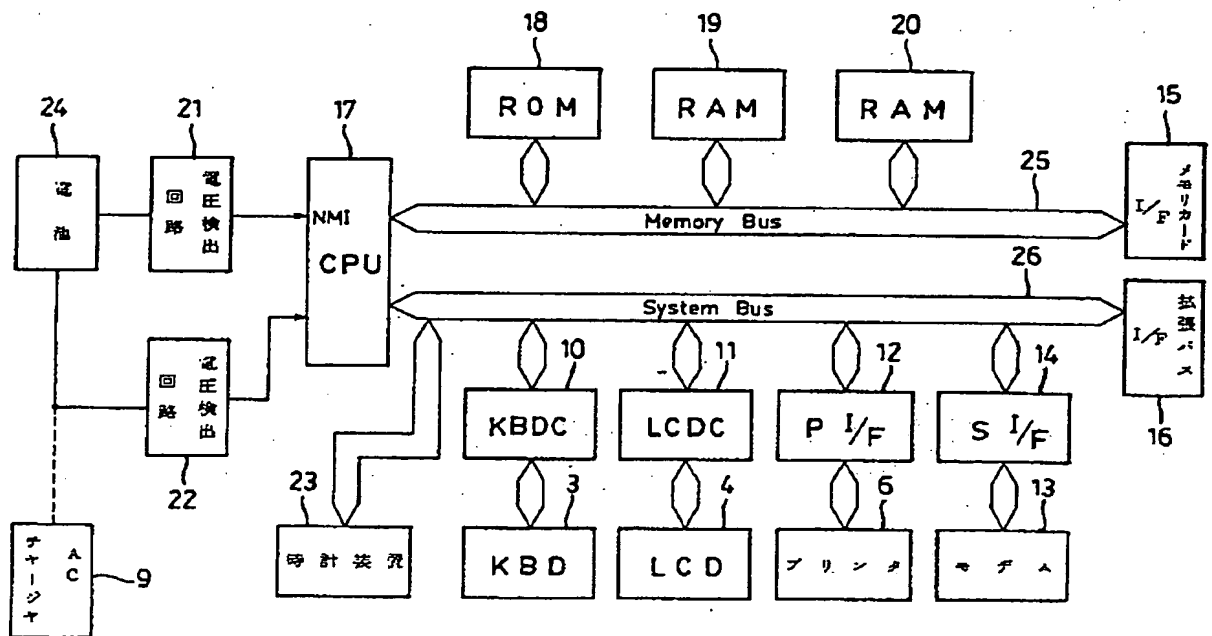 18
19
20
ROM
RAM
RAM
24
21
17
15
電池
電圧検出
回路
NMI
CPU
25
Memory Bus
メモリカード
I/F
26
System Bus
拡張バス
I/F
電圧検出
回路
22
10
11
12
14
16
KBDC
LCDC
P I/F
S I/F
23
3
4
6
13
時計装置
KBD
LCD
プリンタ
モデム
AC
チャージャ
9